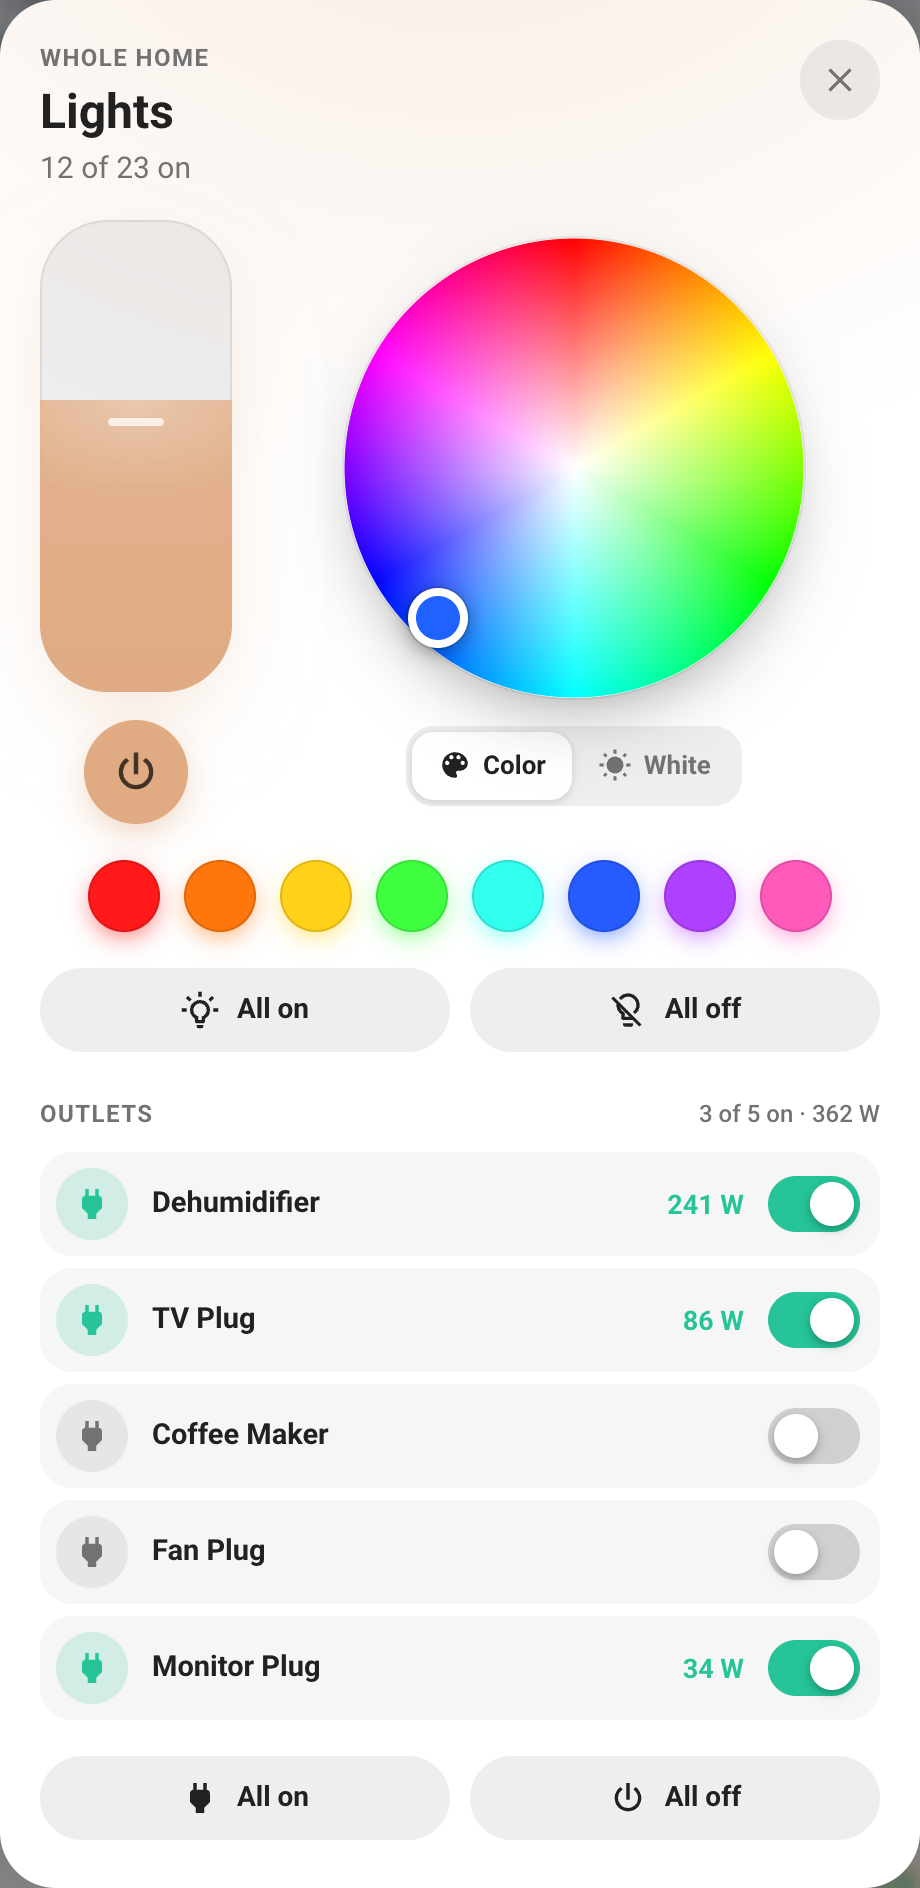 WHOLE HOME
Lights
12 of 23 on
Color
White
All on
All off
OUTLETS
3 of 5 on · 362 W
Dehumidifier
241 W
TV Plug
86 W
Coffee Maker
Fan Plug
Monitor Plug
34 W
All on
All off